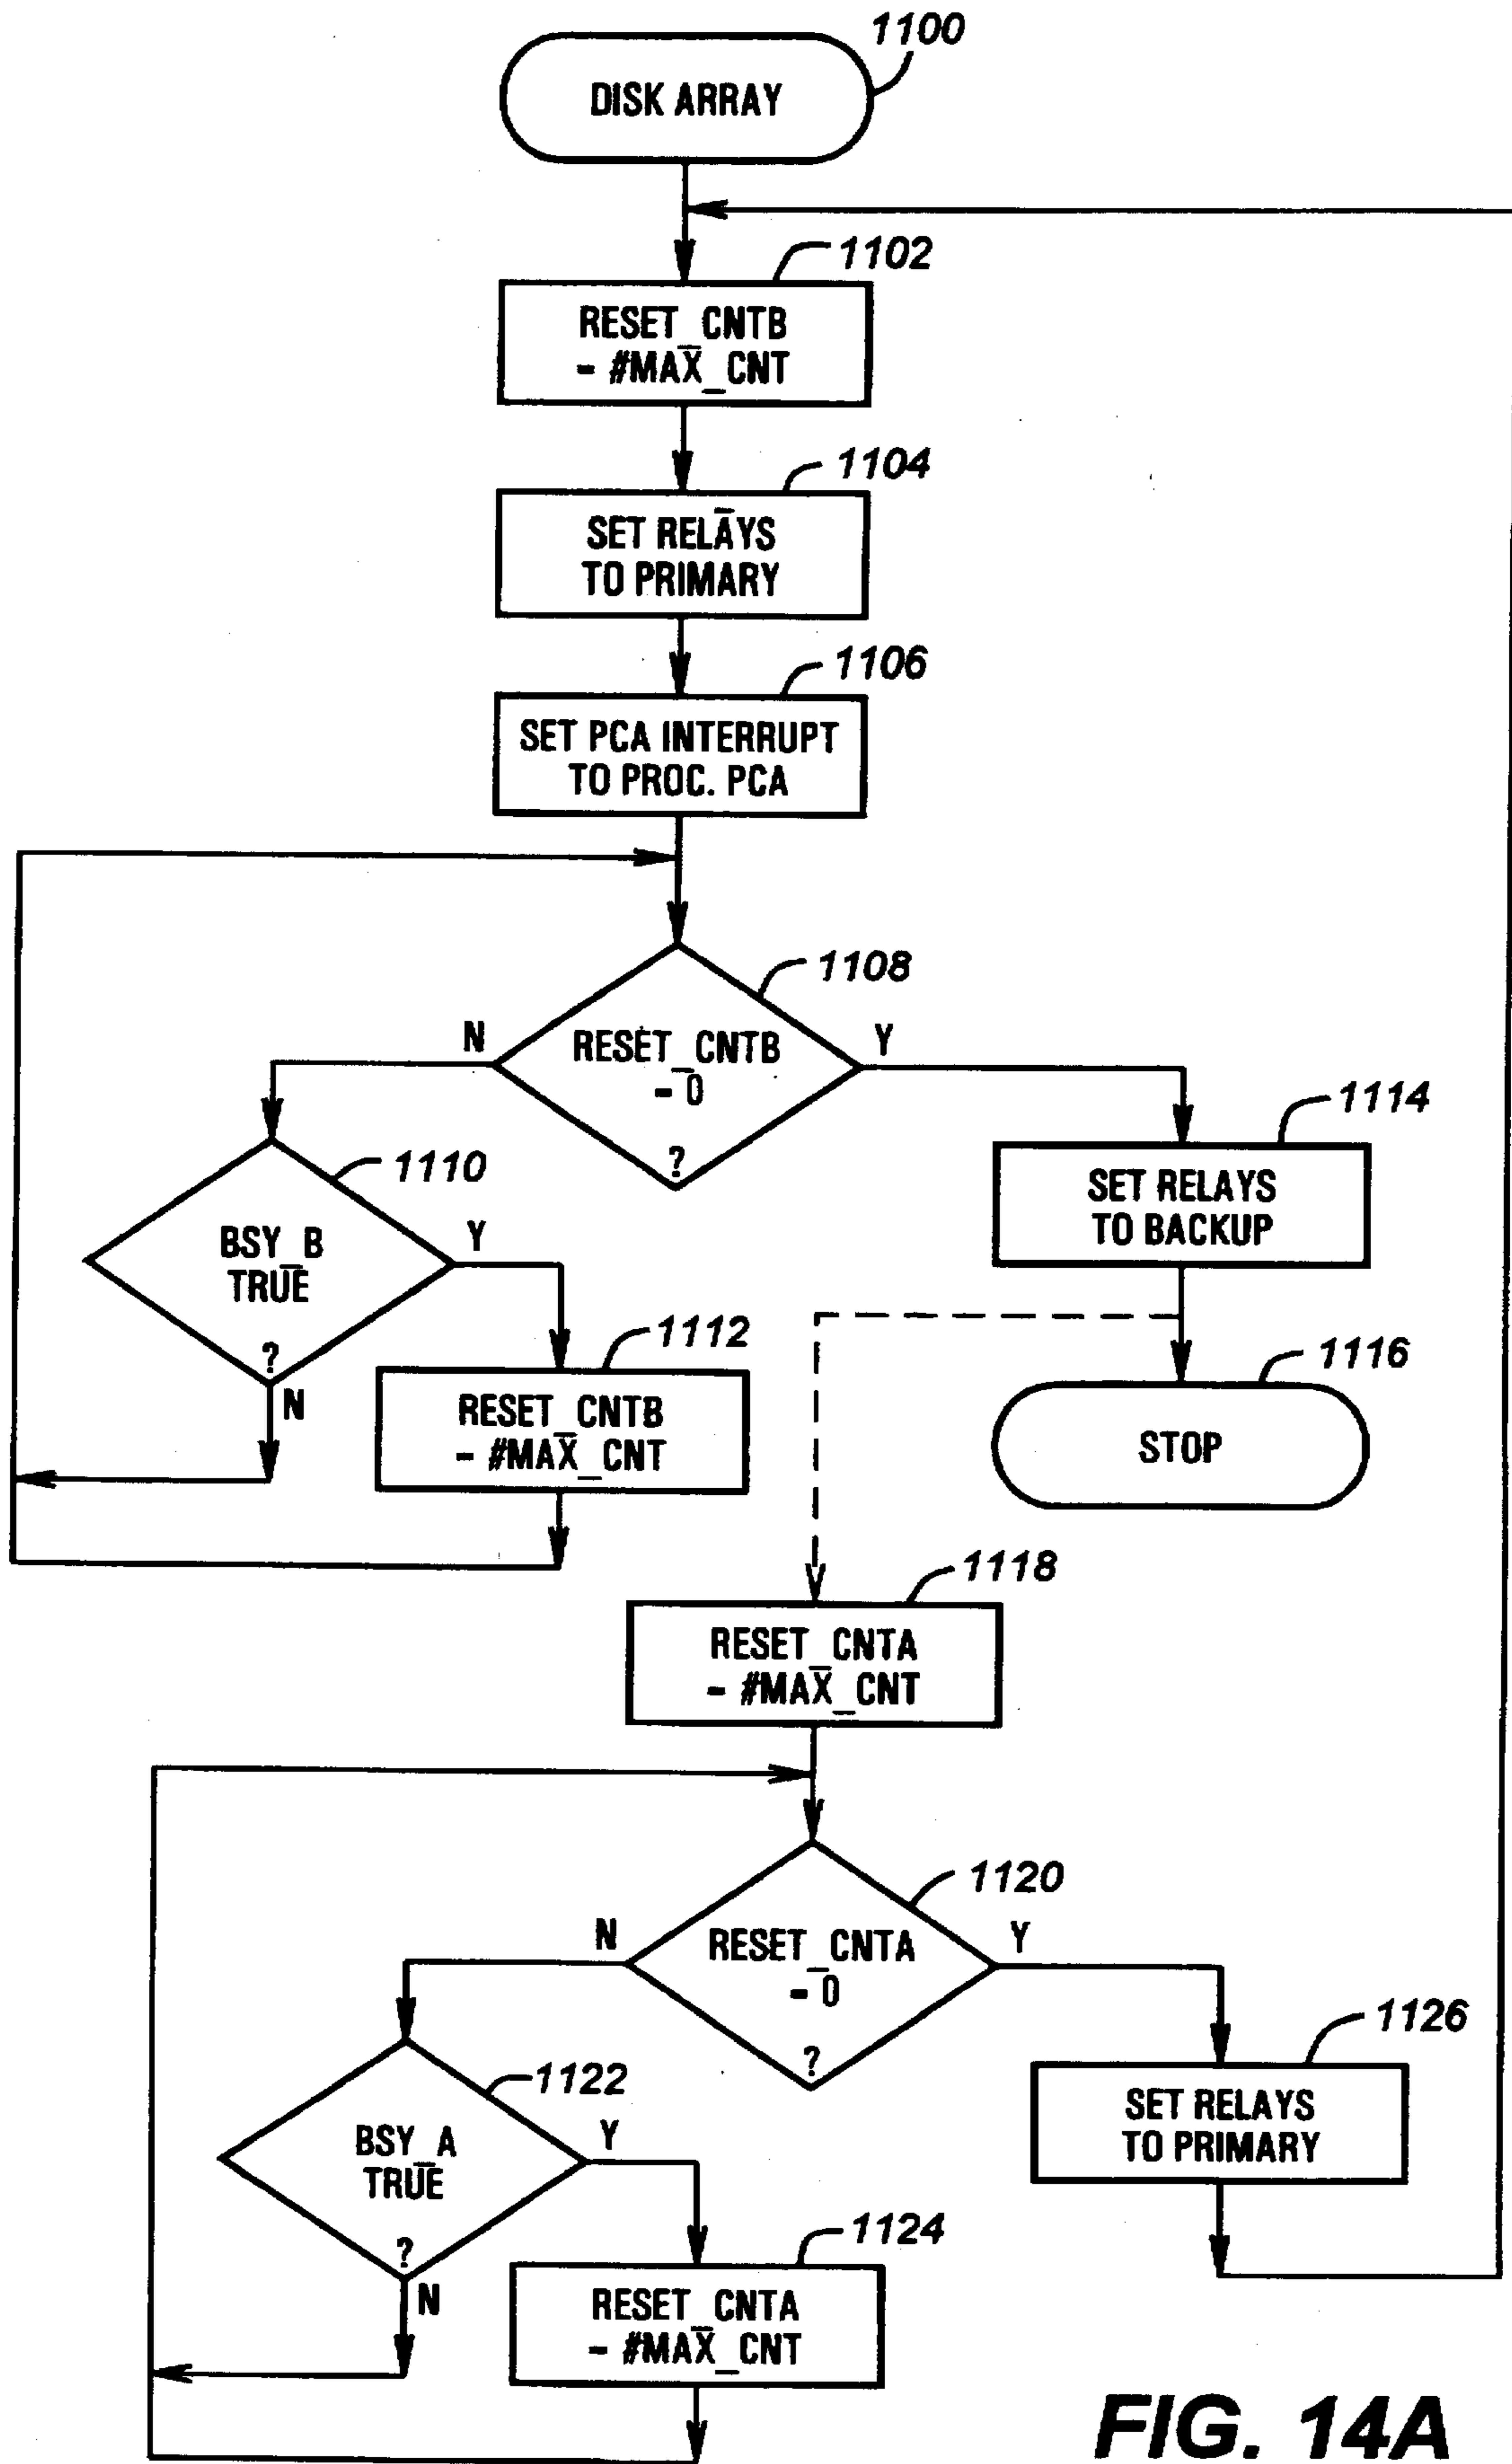 1100
DISK ARRAY
1102
RESET_CNTB
= #MAX_CNT
1104
SET RELAYS
TO PRIMARY
1106
SET PCA INTERRUPT
TO PROC. PCA
1108
N
RESET_CNTB
= 0
?
Y
1114
SET RELAYS
TO BACKUP
1110
BSY_B
TRUE
?
Y
N
1112
RESET_CNTB
= #MAX_CNT
1116
STOP
1118
RESET_CNTA
= #MAX_CNT
1120
N
RESET_CNTA
= 0
?
Y
1126
SET RELAYS
TO PRIMARY
1122
BSY_A
TRUE
?
Y
N
1124
RESET_CNTA
= #MAX_CNT
FIG. 14A